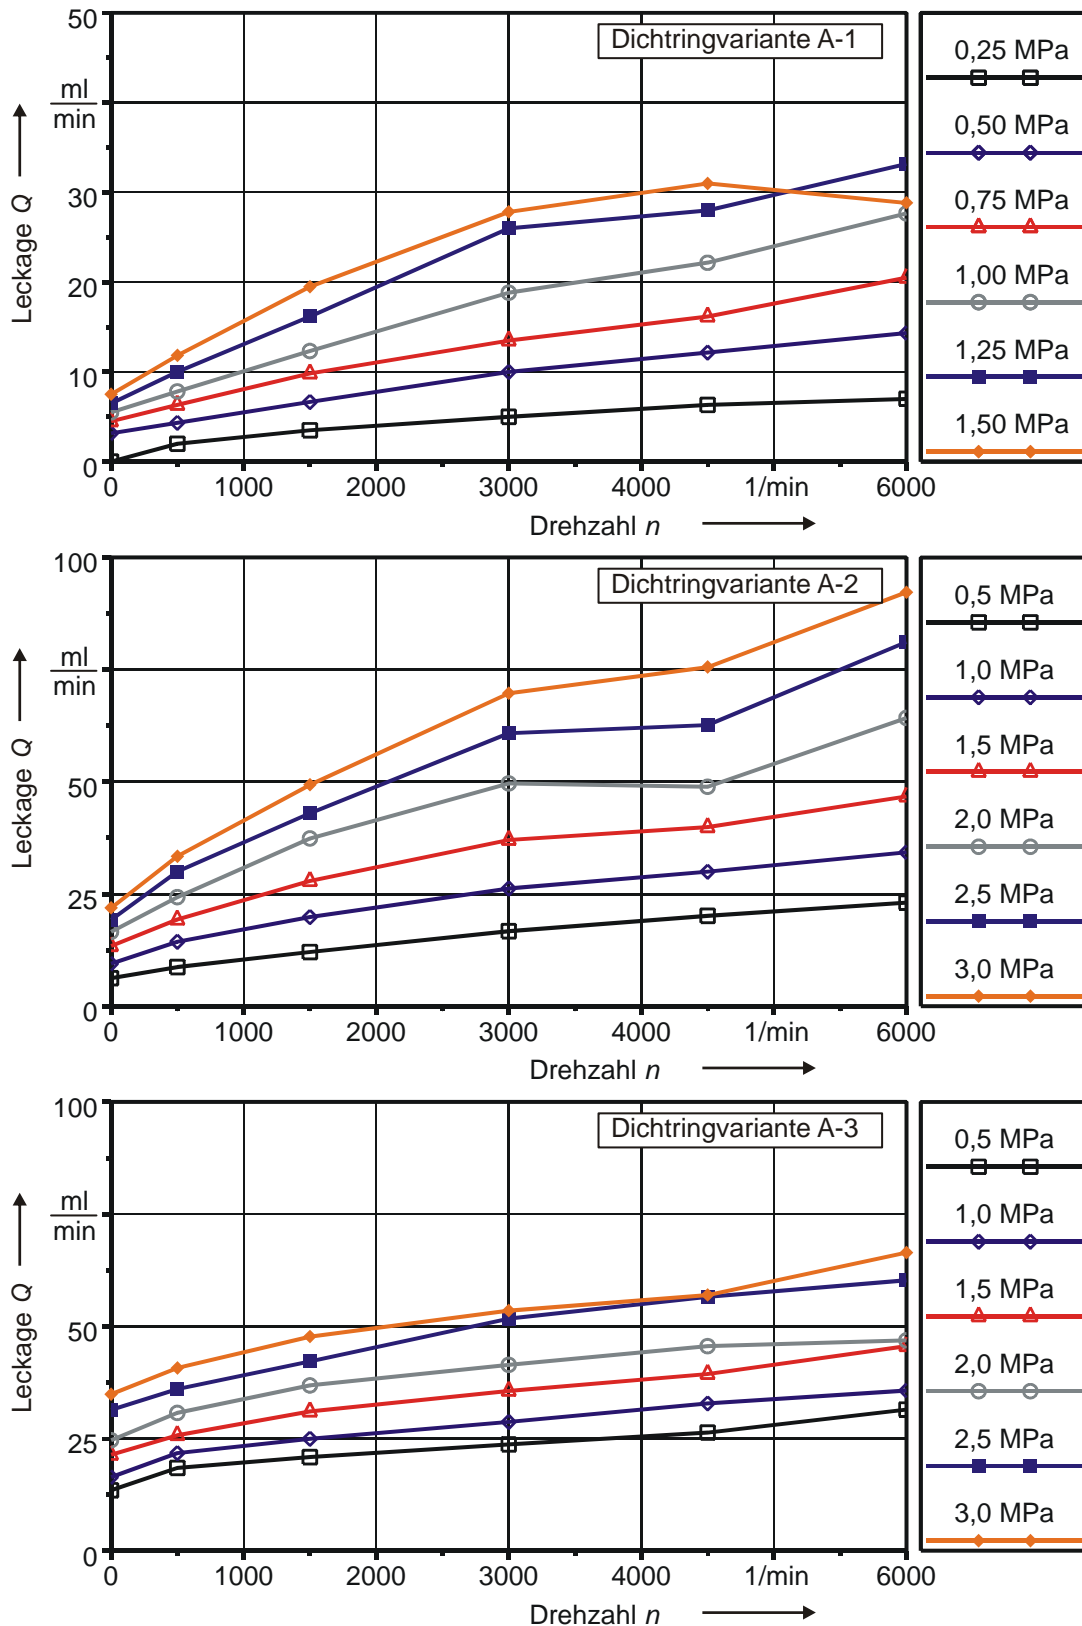 Dichtringvariante A-1
50
ml
min
30
20
10
0
Leckage Q
0 1000 2000 3000 4000 1/min 6000
Drehzahl n
0,25 MPa
0,50 MPa
0,75 MPa
1,00 MPa
1,25 MPa
1,50 MPa
Dichtringvariante A-2
100
ml
min
50
25
0
Leckage Q
0 1000 2000 3000 4000 1/min 6000
Drehzahl n
0,5 MPa
1,0 MPa
1,5 MPa
2,0 MPa
2,5 MPa
3,0 MPa
Dichtringvariante A-3
100
ml
min
50
25
0
Leckage Q
0 1000 2000 3000 4000 1/min 6000
Drehzahl n
0,5 MPa
1,0 MPa
1,5 MPa
2,0 MPa
2,5 MPa
3,0 MPa